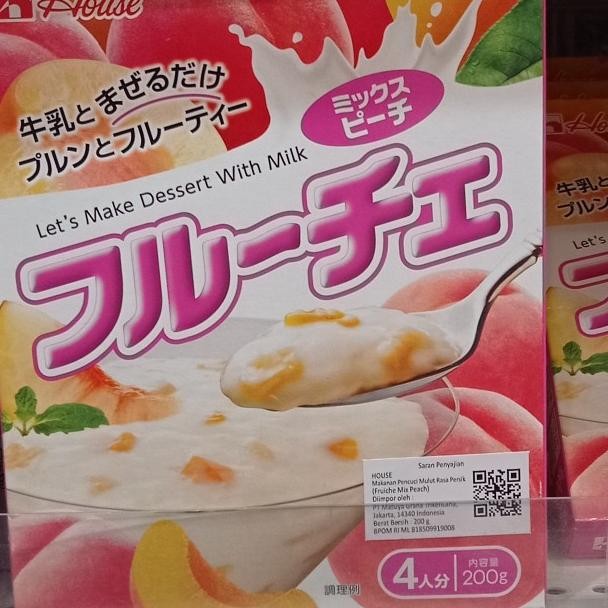 House
牛乳とまぜるだけ
プルンとフルーティー
ミックス
ピーチ
Let's Make Dessert With Milk
フルーチェ
Saran Penyajian
HOUSE
Makanan Pencuci Mulut Rasa Persik
(Fruiche Mix Peach)
Diimpor oleh :
Jakarta, 14340 Indonesia
Berat Bersih : 200 g
BPOM RI ML 818509919008
4人分
内容量
200g
調理例
House
牛乳と
プルン
Let's